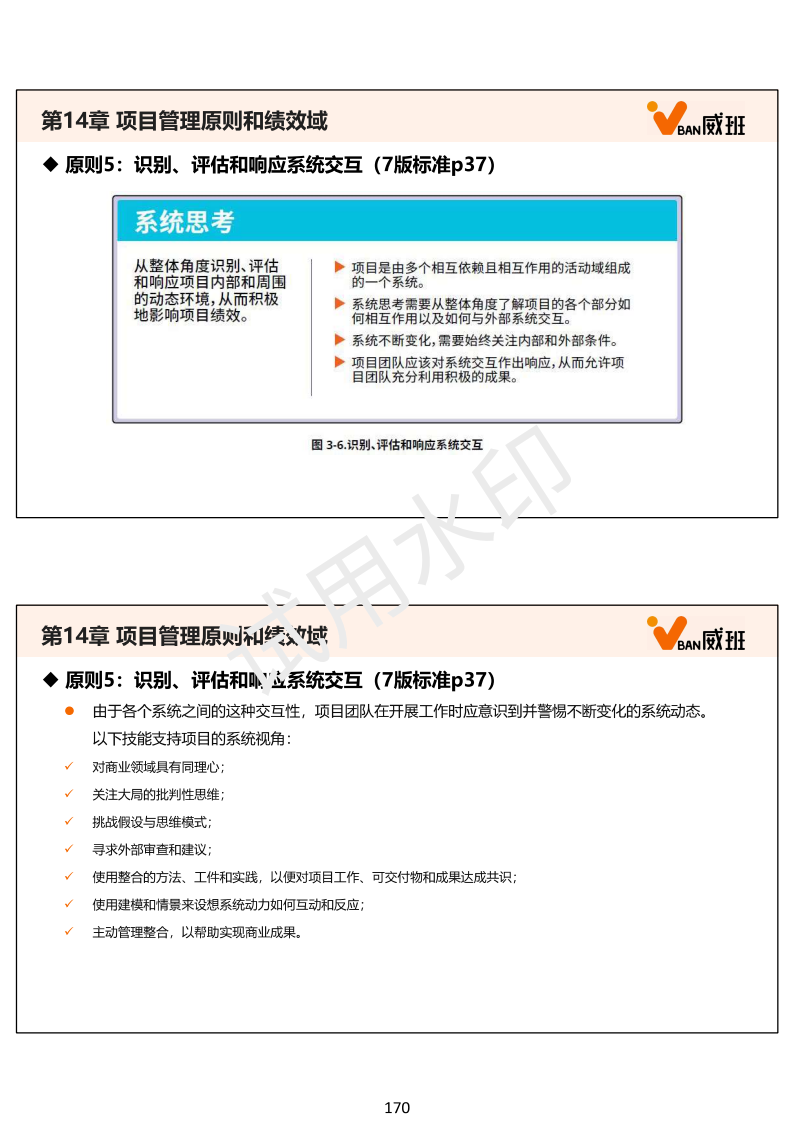 第14章 项目管理原则和绩效域
BAN威班
◆ 原则5：识别、评估和响应系统交互（7版标准p37）
系统思考
从整体角度识别、评估
和响应项目内部和周围
的动态环境，从而积极
地影响项目绩效。
▶ 项目是由多个相互依赖且相互作用的活动域组成
的一个系统。
▶ 系统思考需要从整体角度了解项目的各个部分如
何相互作用以及如何与外部系统交互。
▶ 系统不断变化，需要始终关注内部和外部条件。
▶ 项目团队应该对系统交互作出响应，从而允许项
目团队充分利用积极的成果。
图 3-6.识别、评估和响应系统交互
试用水印
第14章 项目管理原则和绩效域
BAN威班
◆ 原则5：识别、评估和响应系统交互（7版标准p37）
● 由于各个系统之间的这种交互性，项目团队在开展工作时应意识到并警惕不断变化的系统动态。
以下技能支持项目的系统视角：
✓ 对商业领域具有同理心；
✓ 关注大局的批判性思维；
✓ 挑战假设与思维模式；
✓ 寻求外部审查和建议；
✓ 使用整合的方法、工件和实践，以便对项目工作、可交付物和成果达成共识；
✓ 使用建模和情景来设想系统动力如何互动和反应；
✓ 主动管理整合，以帮助实现商业成果。
170